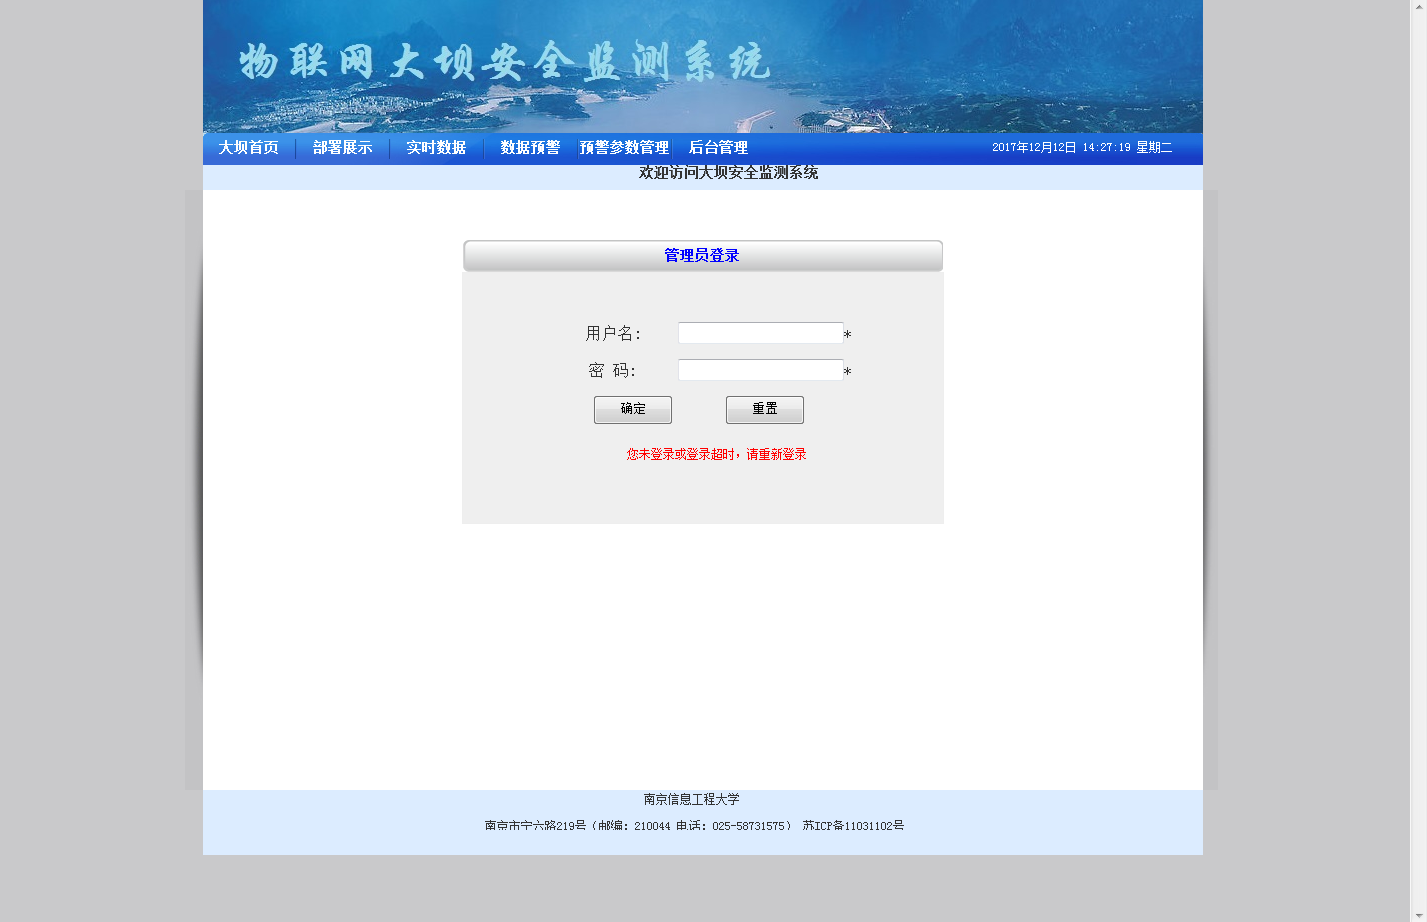 物联网大坝安全监测系统
大坝首页 部署展示 实时数据 数据预警 预警参数管理 后台管理 2017年12月12日 14:27:19 星期二
欢迎访问大坝安全监测系统
管理员登录
用户名: *
密 码: *
确定 重置
您未登录或登录超时，请重新登录
南京信息工程大学
南京市宁六路219号（邮编：210044 电话：025-58731575） 苏ICP备11031102号